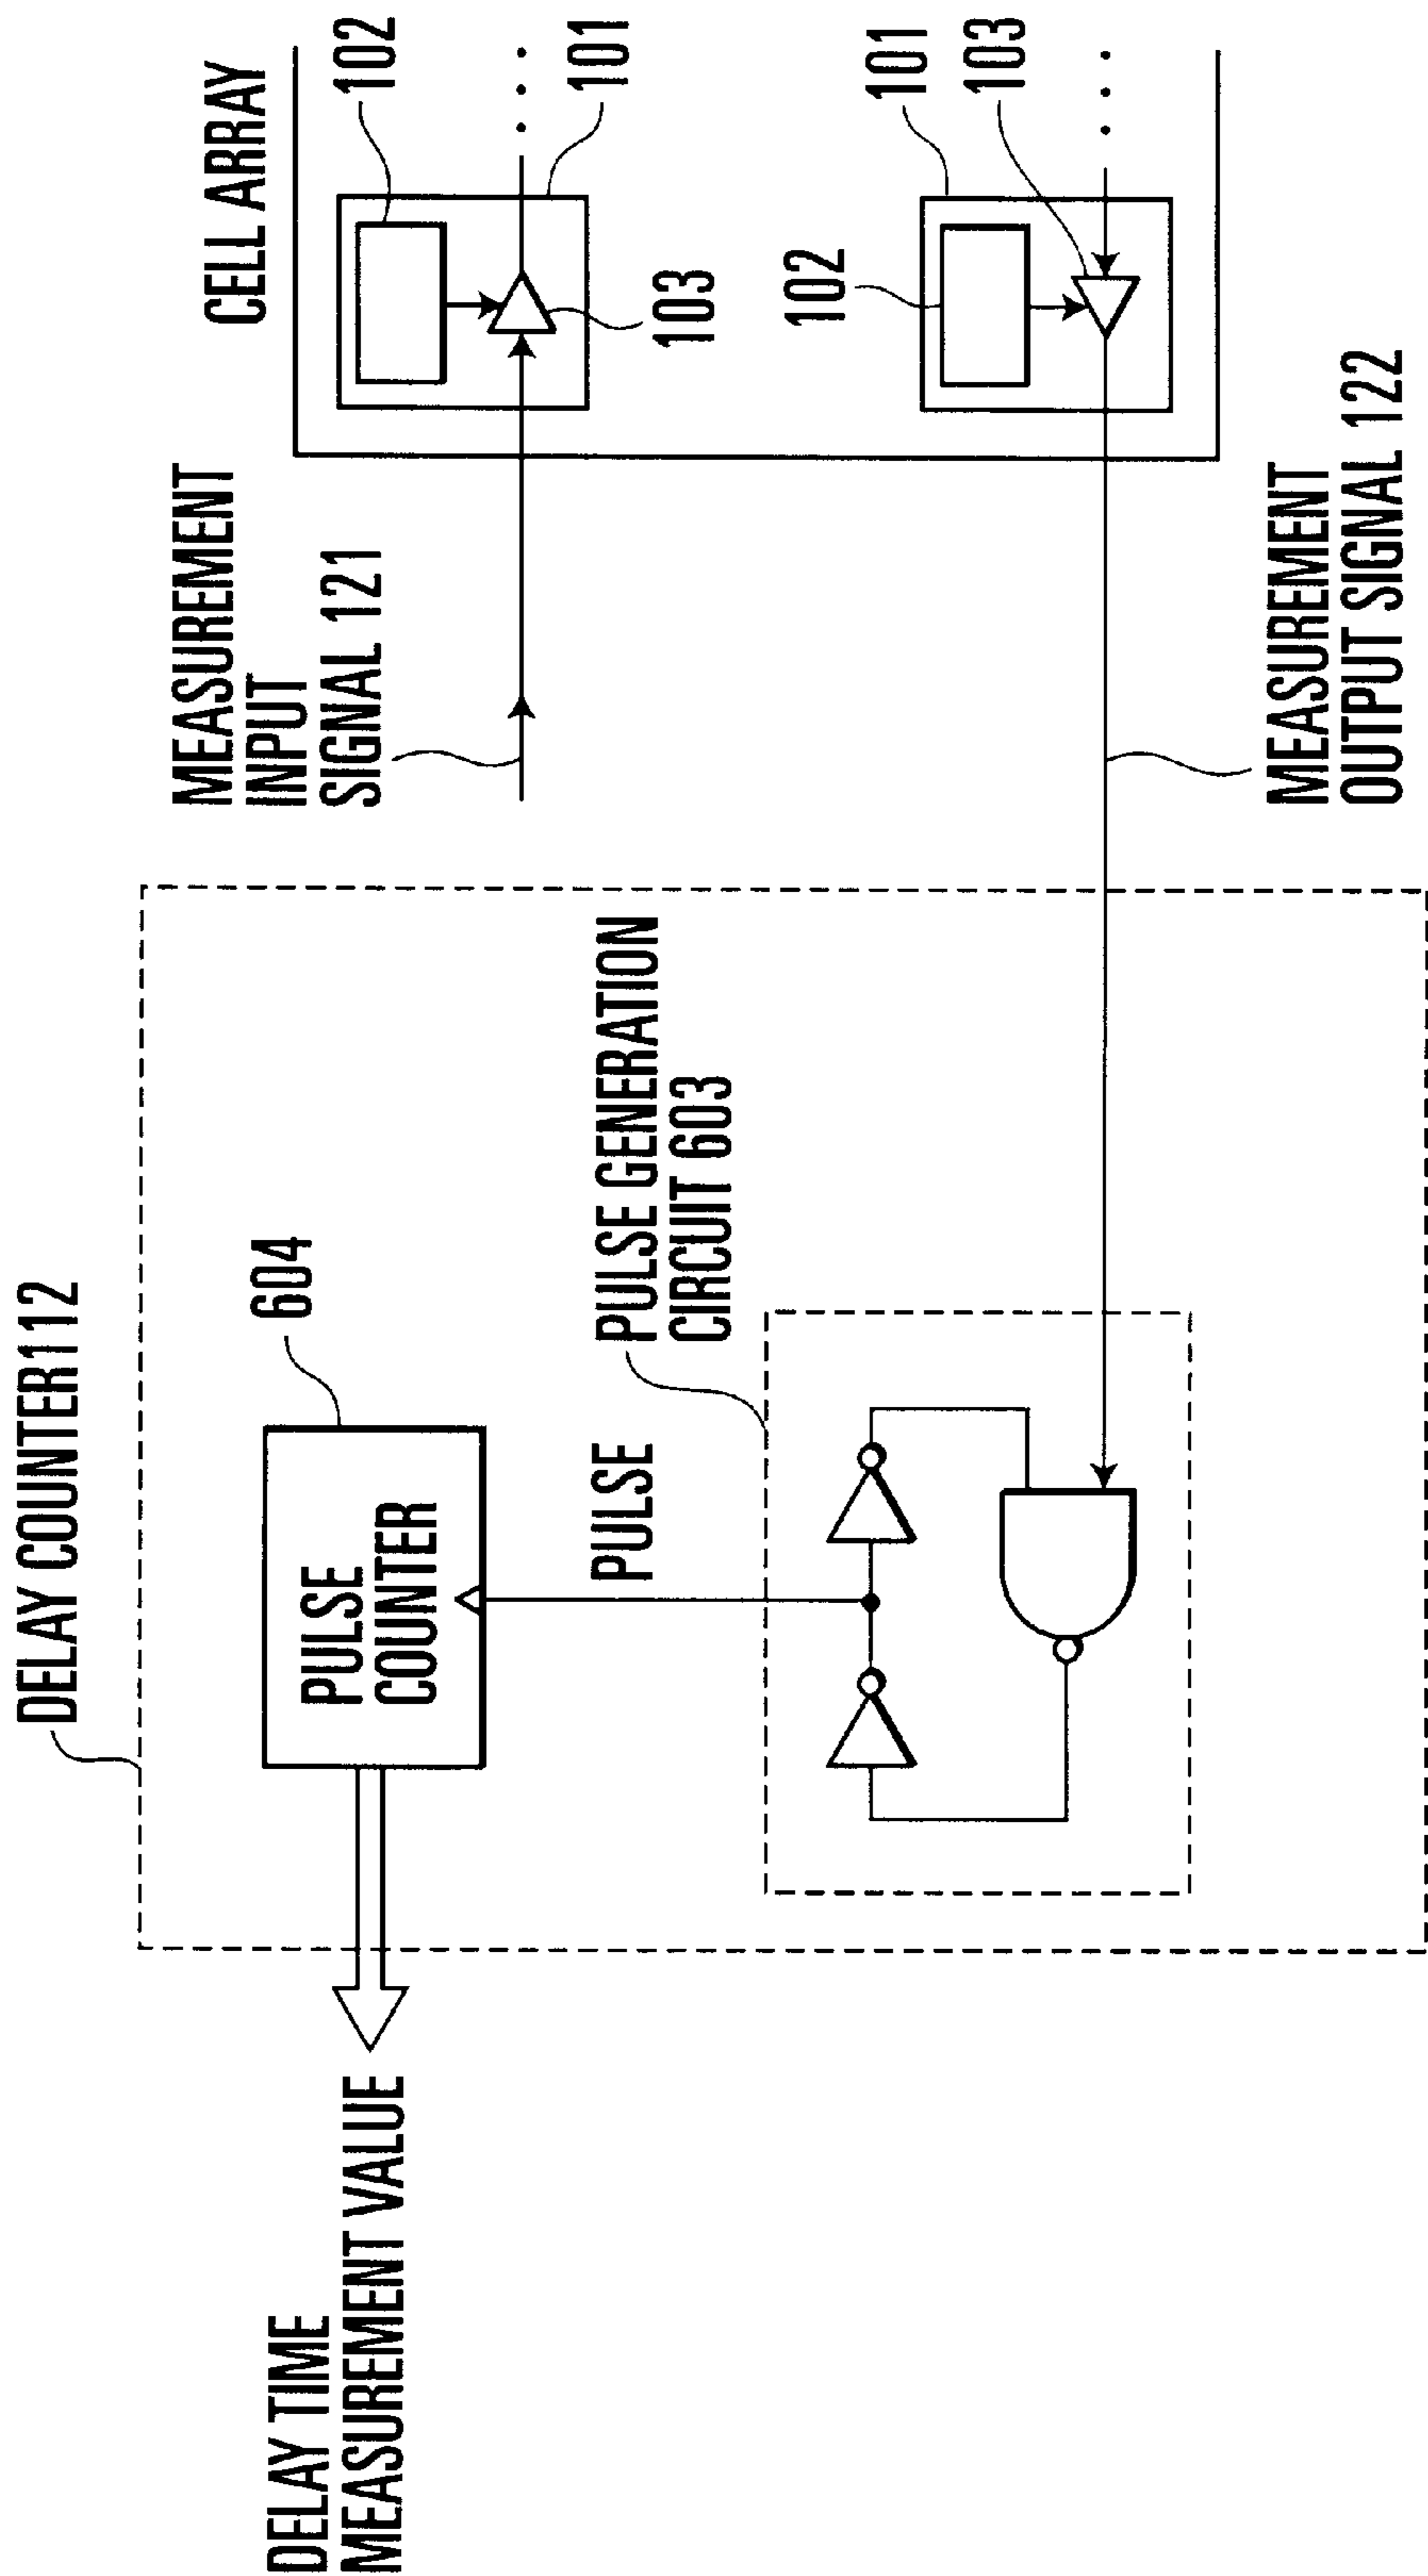 DELAY TIME
MEASUREMENT VALUE
DELAY COUNTER112
PULSE
COUNTER
604
PULSE
PULSE GENERATION
CIRCUIT 603
MEASUREMENT
INPUT
SIGNAL 121
CELL ARRAY
102
101
103
102
101
103
MEASUREMENT
OUTPUT SIGNAL 122